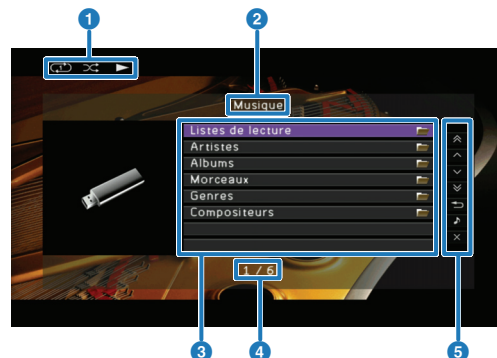 1 2
Musique
Listes de lecture
Artistes
Albums
Morceaux
Genres
Compositeurs
1 / 6
3 4 5